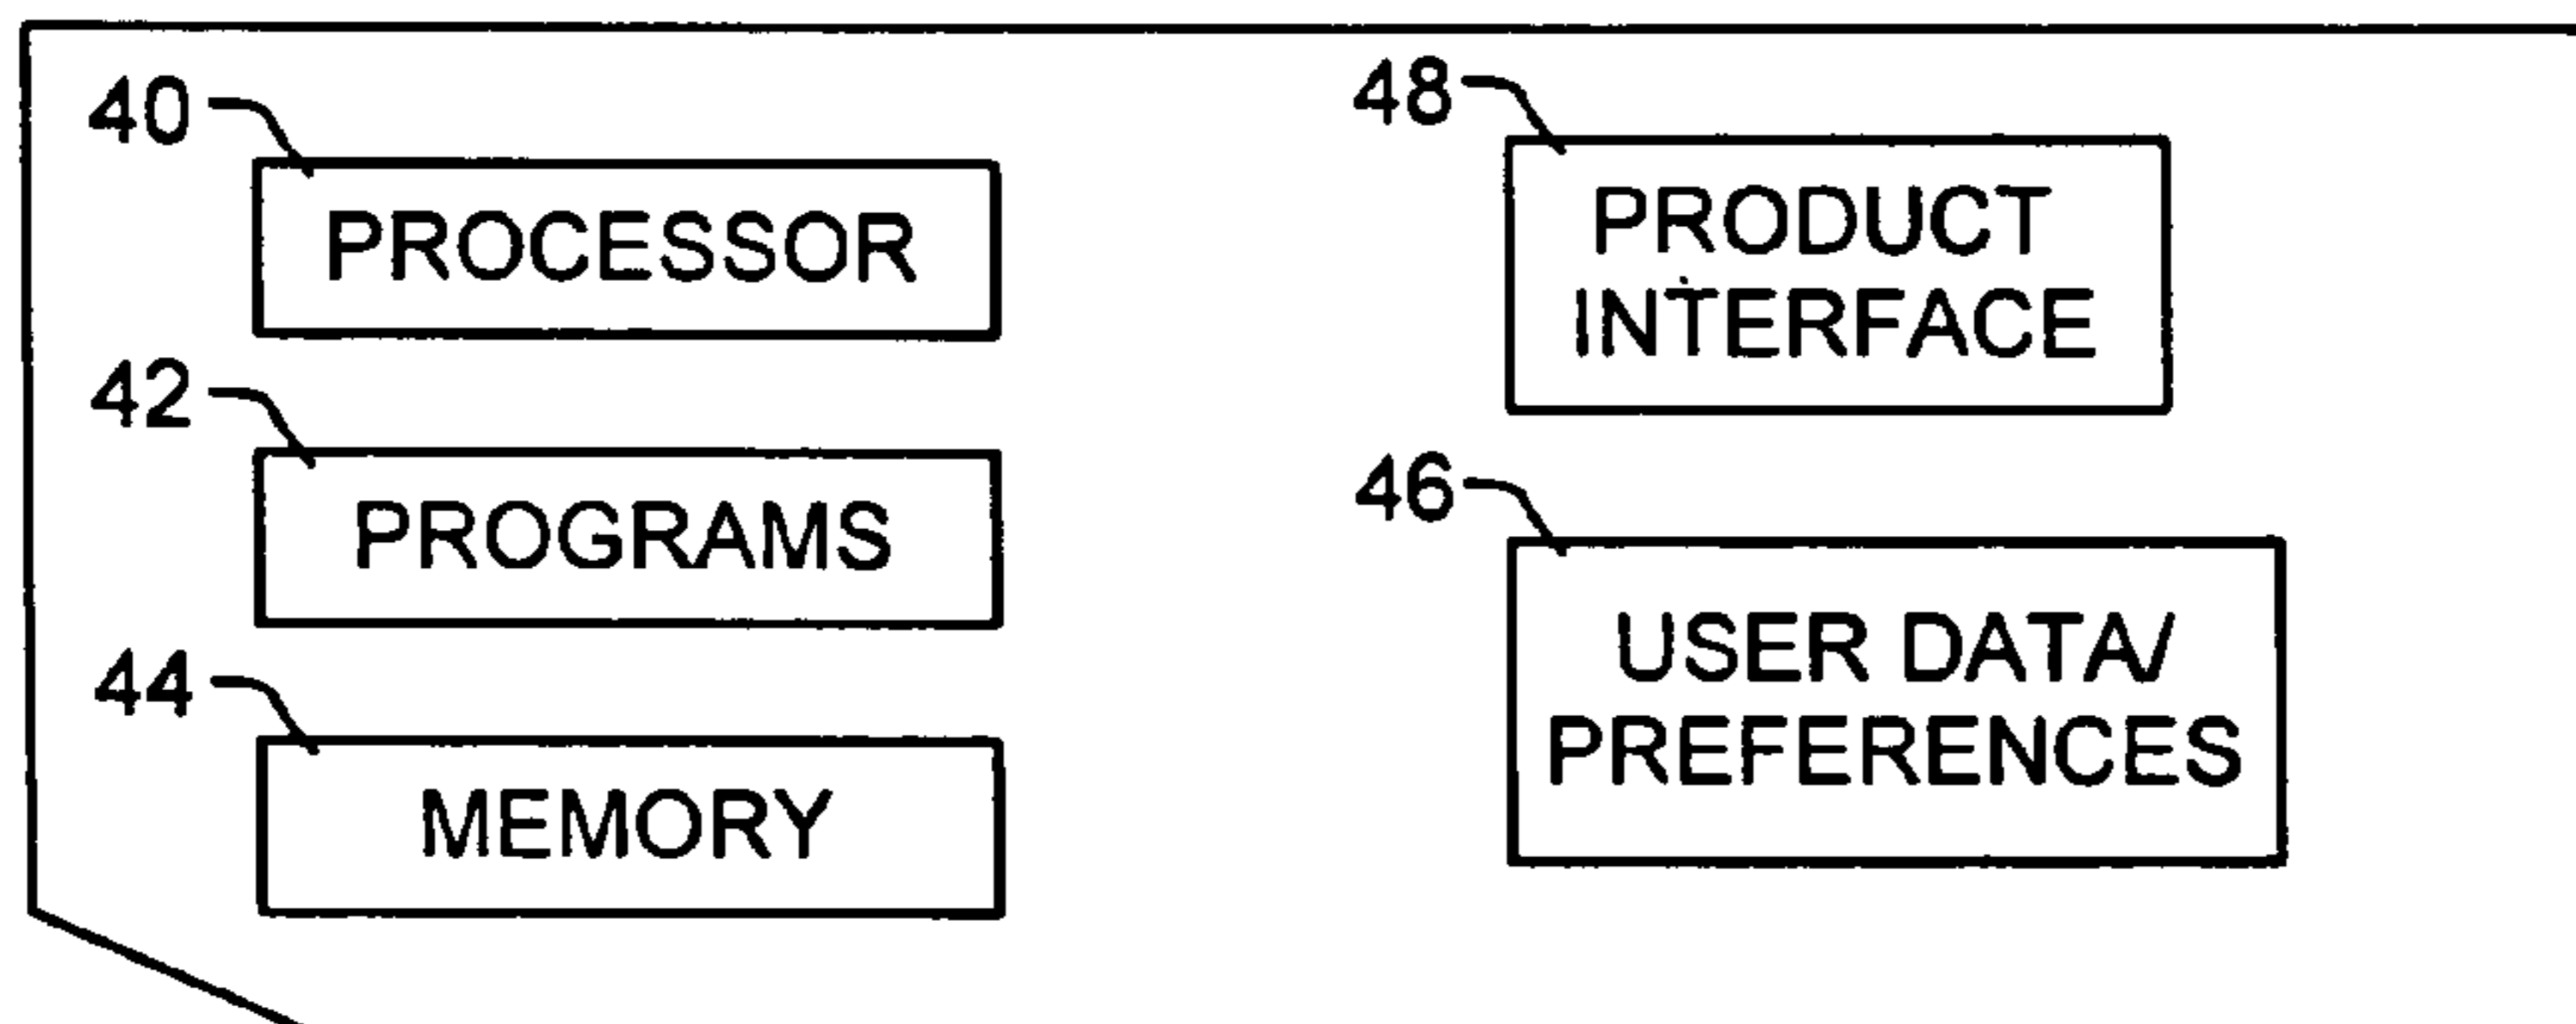 40
PROCESSOR
42
PROGRAMS
44
MEMORY
48
PRODUCT
INTERFACE
46
USER DATA/
PREFERENCES